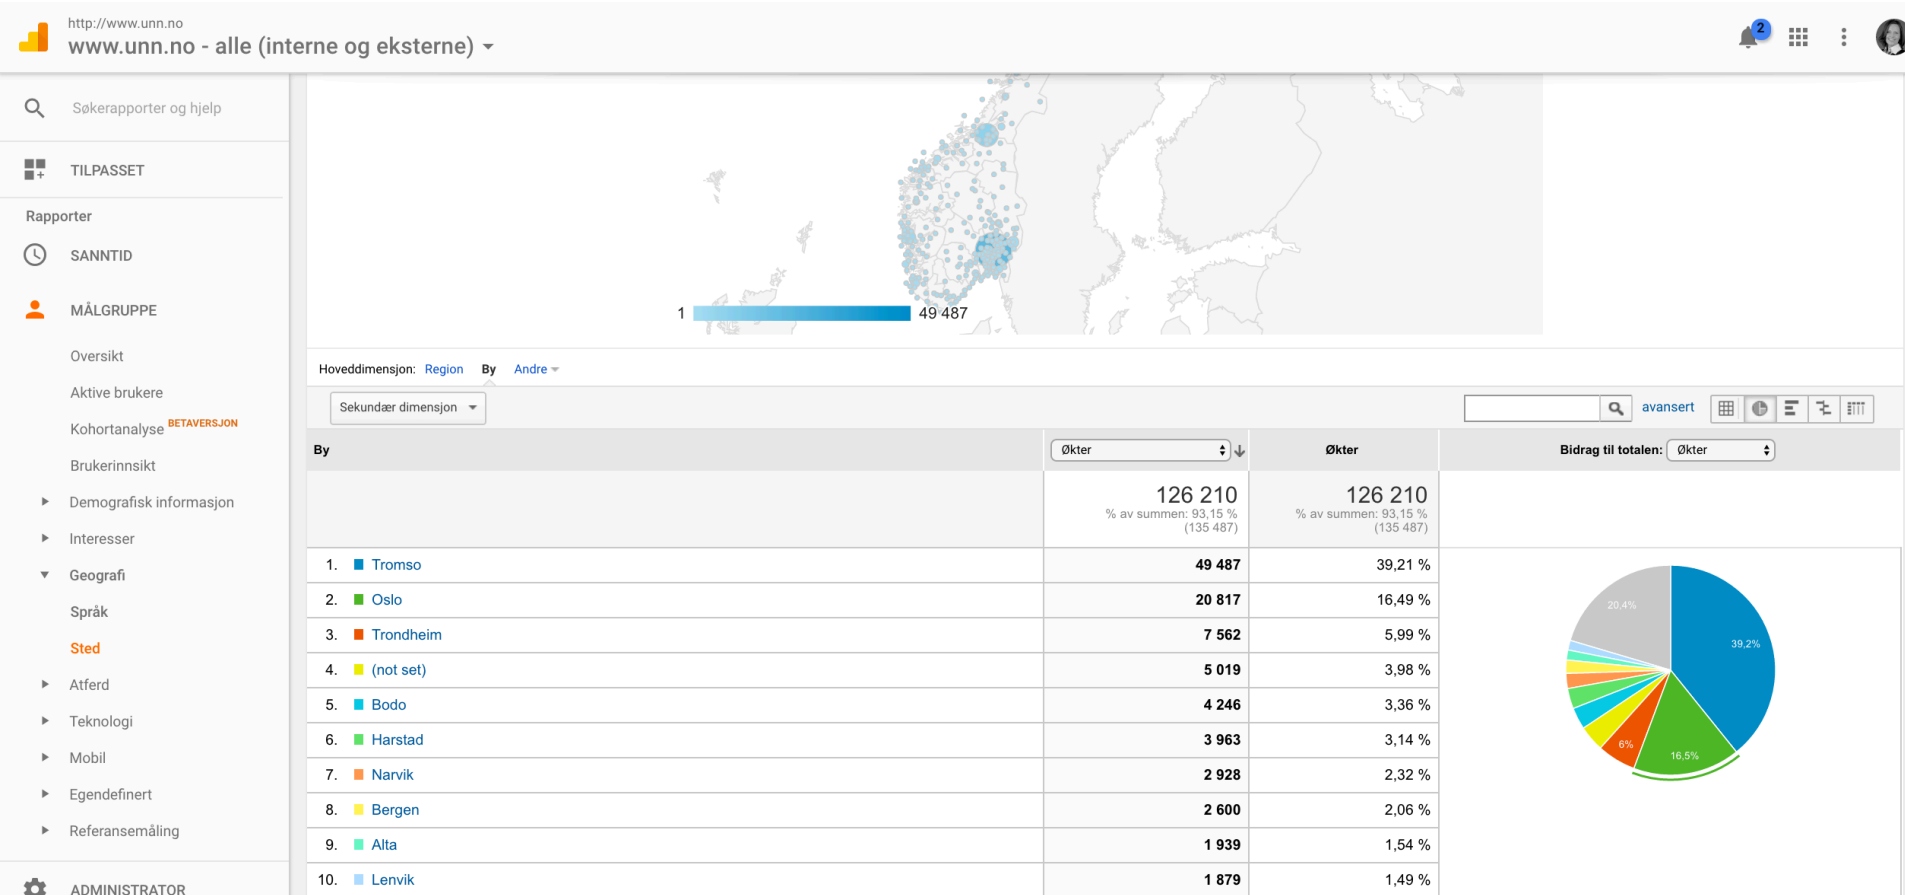 http://www.unn.no
www.unn.no - alle (interne og eksterne)
2
Søkerapporter og hjelp
TILPASSET
Rapporter
SANNTID
MÅLGRUPPE
Oversikt
Aktive brukere
Kohortanalyse BETAVERSJON
Brukerinnsikt
Demografisk informasjon
Interesser
Geografi
Språk
Sted
Atferd
Teknologi
Mobil
Egendefinert
Referansemåling
ADMINISTRATOR
1 49 487
Hoveddimensjon: Region By Andre
Sekundær dimensjon
avansert
By Økter Økter Bidrag til totalen: Økter
126 210 126 210
% av summen: 93,15 % % av summen: 93,15 %
(135 487) (135 487)
1. Tromso 49 487 39,21 %
2. Oslo 20 817 16,49 %
3. Trondheim 7 562 5,99 %
4. (not set) 5 019 3,98 %
5. Bodo 4 246 3,36 %
6. Harstad 3 963 3,14 %
7. Narvik 2 928 2,32 %
8. Bergen 2 600 2,06 %
9. Alta 1 939 1,54 %
10. Lenvik 1 879 1,49 %
20,4%
39,2%
6%
16,5%